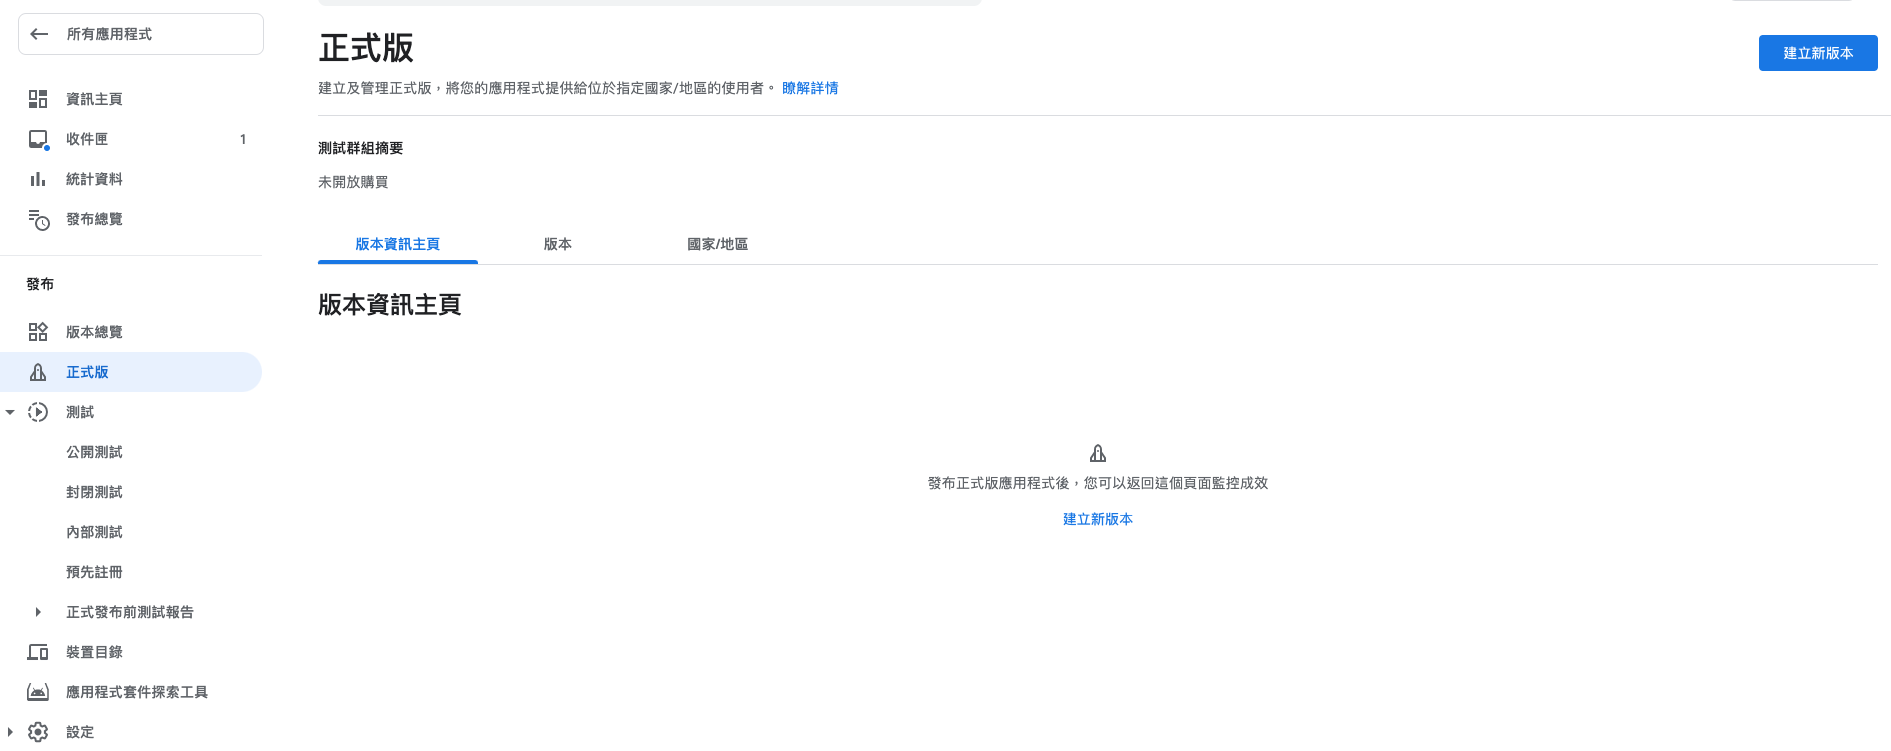 所有應用程式
資訊主頁
收件匣 1
統計資料
發布總覽
發布
版本總覽
正式版
測試
公開測試
封閉測試
內部測試
預先註冊
正式發布前測試報告
裝置目錄
應用程式套件探索工具
設定
正式版
建立新版本
建立及管理正式版，將您的應用程式提供給位於指定國家/地區的使用者。 瞭解詳情
測試群組摘要
未開放購買
版本資訊主頁 版本 國家/地區
版本資訊主頁
發布正式版應用程式後，您可以返回這個頁面監控成效
建立新版本